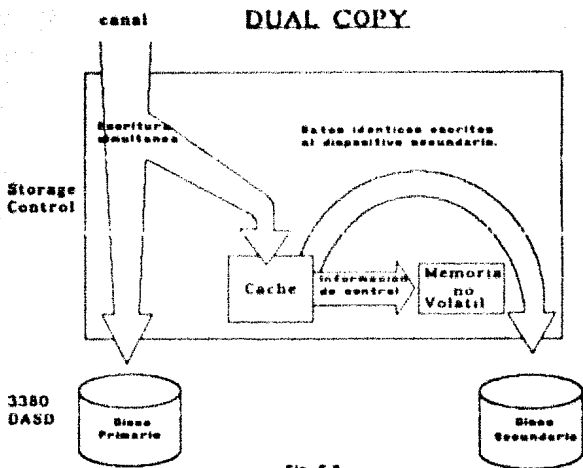 canal
DUAL COPY
Escritura
simultanea
Datos identicos escritos
al dispositivo secundario.
Storage
Control
Cache
Informacion
de control
Memoria
no
Volatil
3380
DASD
Disco
Primario
Disco
Secundario